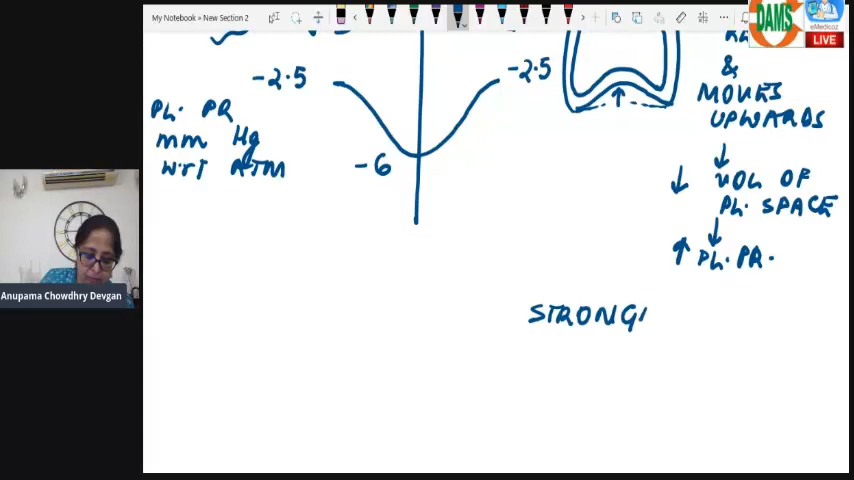 My Notebook » New Section 2
DAMS
eMedicoz
LIVE
-2.5
-2.5
PL. PR
mm Hg
w.r.t ATM
-6
&
MOVES
UPWARDS
↓
↓ VOL OF
PL. SPACE
↓
↑ PL. PR.
STRONG
Anupama Chowdhry Devgan